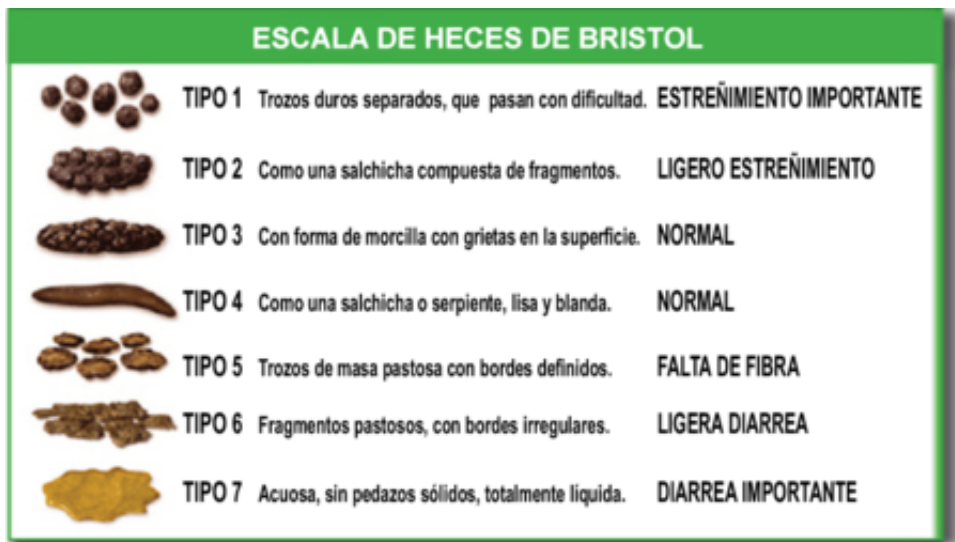 ESCALA DE HECES DE BRISTOL
TIPO 1 Trozos duros separados, que pasan con dificultad. ESTREÑIMIENTO IMPORTANTE
TIPO 2 Como una salchicha compuesta de fragmentos. LIGERO ESTREÑIMIENTO
TIPO 3 Con forma de morcilla con grietas en la superficie. NORMAL
TIPO 4 Como una salchicha o serpiente, lisa y blanda. NORMAL
TIPO 5 Trozos de masa pastosa con bordes definidos. FALTA DE FIBRA
TIPO 6 Fragmentos pastosos, con bordes irregulares. LIGERA DIARREA
TIPO 7 Acuosa, sin pedazos sólidos, totalmente líquida. DIARREA IMPORTANTE